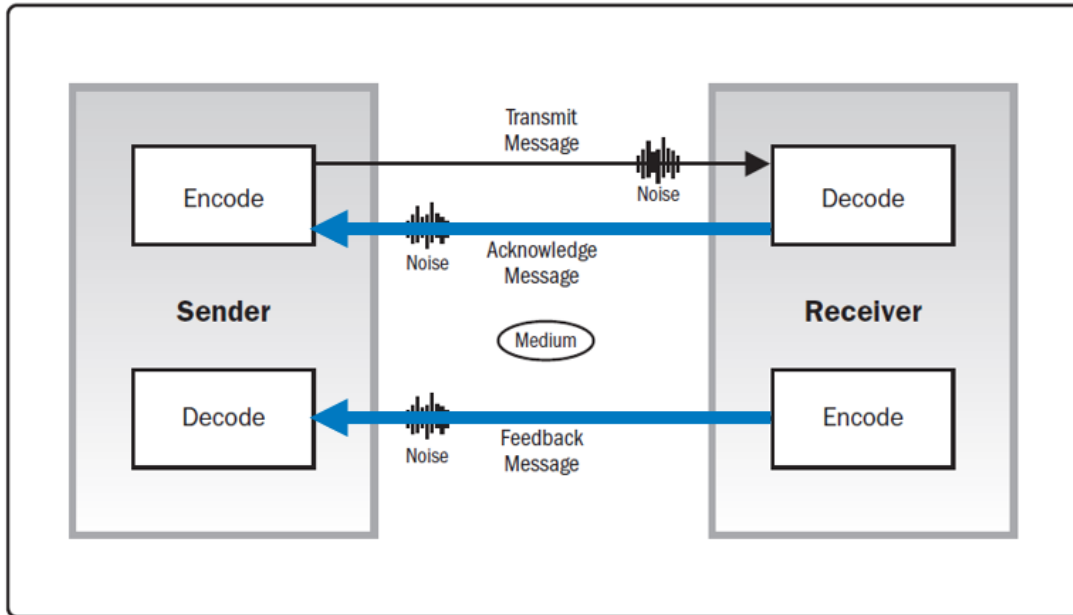 Transmit
Message
Encode
Noise
Decode
Noise
Acknowledge
Message
Sender
Receiver
Medium
Decode
Noise
Feedback
Message
Encode